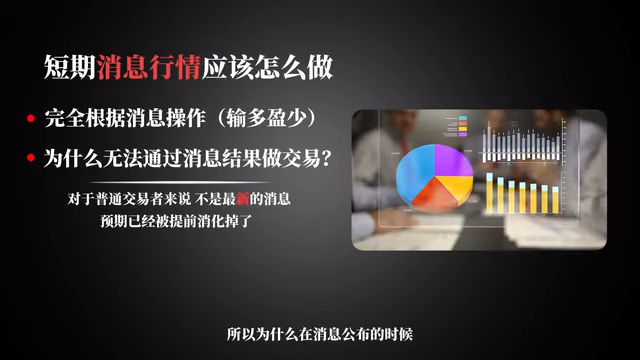 短期消息行情应该怎么做
完全根据消息操作（输多盈少）
为什么无法通过消息结果做交易？
对于普通交易者来说 不是最新的消息
预期已经被提前消化掉了
所以为什么在消息公布的时候